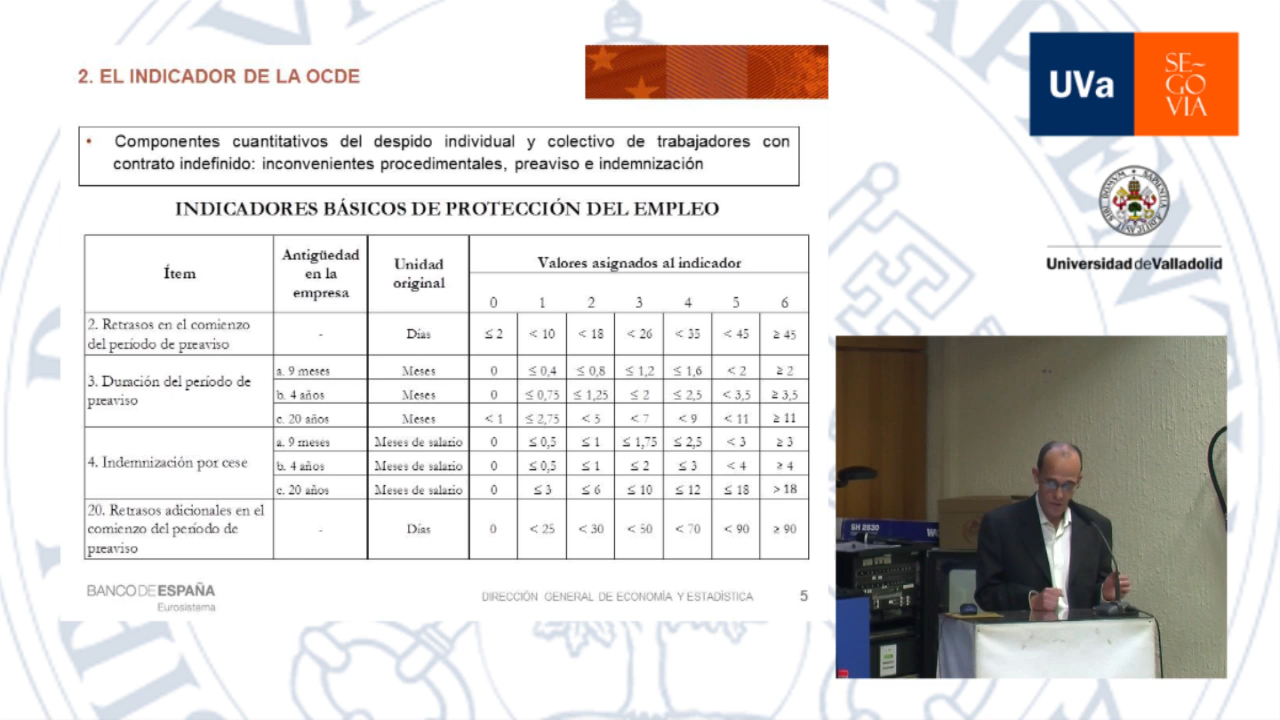 2. EL INDICADOR DE LA OCDE
• Componentes cuantitativos del despido individual y colectivo de trabajadores con
contrato indefinido: inconvenientes procedimentales, preaviso e indemnización
INDICADORES BÁSICOS DE PROTECCIÓN DEL EMPLEO
Ítem
Antigüedad
en la
empresa
Unidad
original
Valores asignados al indicador
0 1 2 3 4 5 6
2. Retrasos en el comienzo
del período de preaviso
- Días ≤ 2 < 10 < 18 < 26 < 35 < 45 ≥ 45
3. Duración del período de
preaviso
a. 9 meses Meses 0 ≤ 0,4 ≤ 0,8 ≤ 1,2 ≤ 1,6 < 2 ≥ 2
b. 4 años Meses 0 ≤ 0,75 ≤ 1,25 ≤ 2 ≤ 2,5 < 3,5 ≥ 3,5
c. 20 años Meses < 1 ≤ 2,75 < 5 < 7 < 9 < 11 ≥ 11
4. Indemnización por cese
a. 9 meses Meses de salario 0 ≤ 0,5 ≤ 1 ≤ 1,75 ≤ 2,5 < 3 ≥ 3
b. 4 años Meses de salario 0 ≤ 0,5 ≤ 1 ≤ 2 ≤ 3 < 4 ≥ 4
c. 20 años Meses de salario 0 ≤ 3 ≤ 6 ≤ 10 ≤ 12 ≤ 18 > 18
20. Retrasos adicionales en el
comienzo del período de
preaviso
- Días 0 < 25 < 30 < 50 < 70 < 90 ≥ 90
BANCO DE ESPAÑA
Eurosistema
DIRECCIÓN GENERAL DE ECONOMÍA Y ESTADÍSTICA 5
UVa
SE~
GO
VIA
Universidad de Valladolid
SH 2830